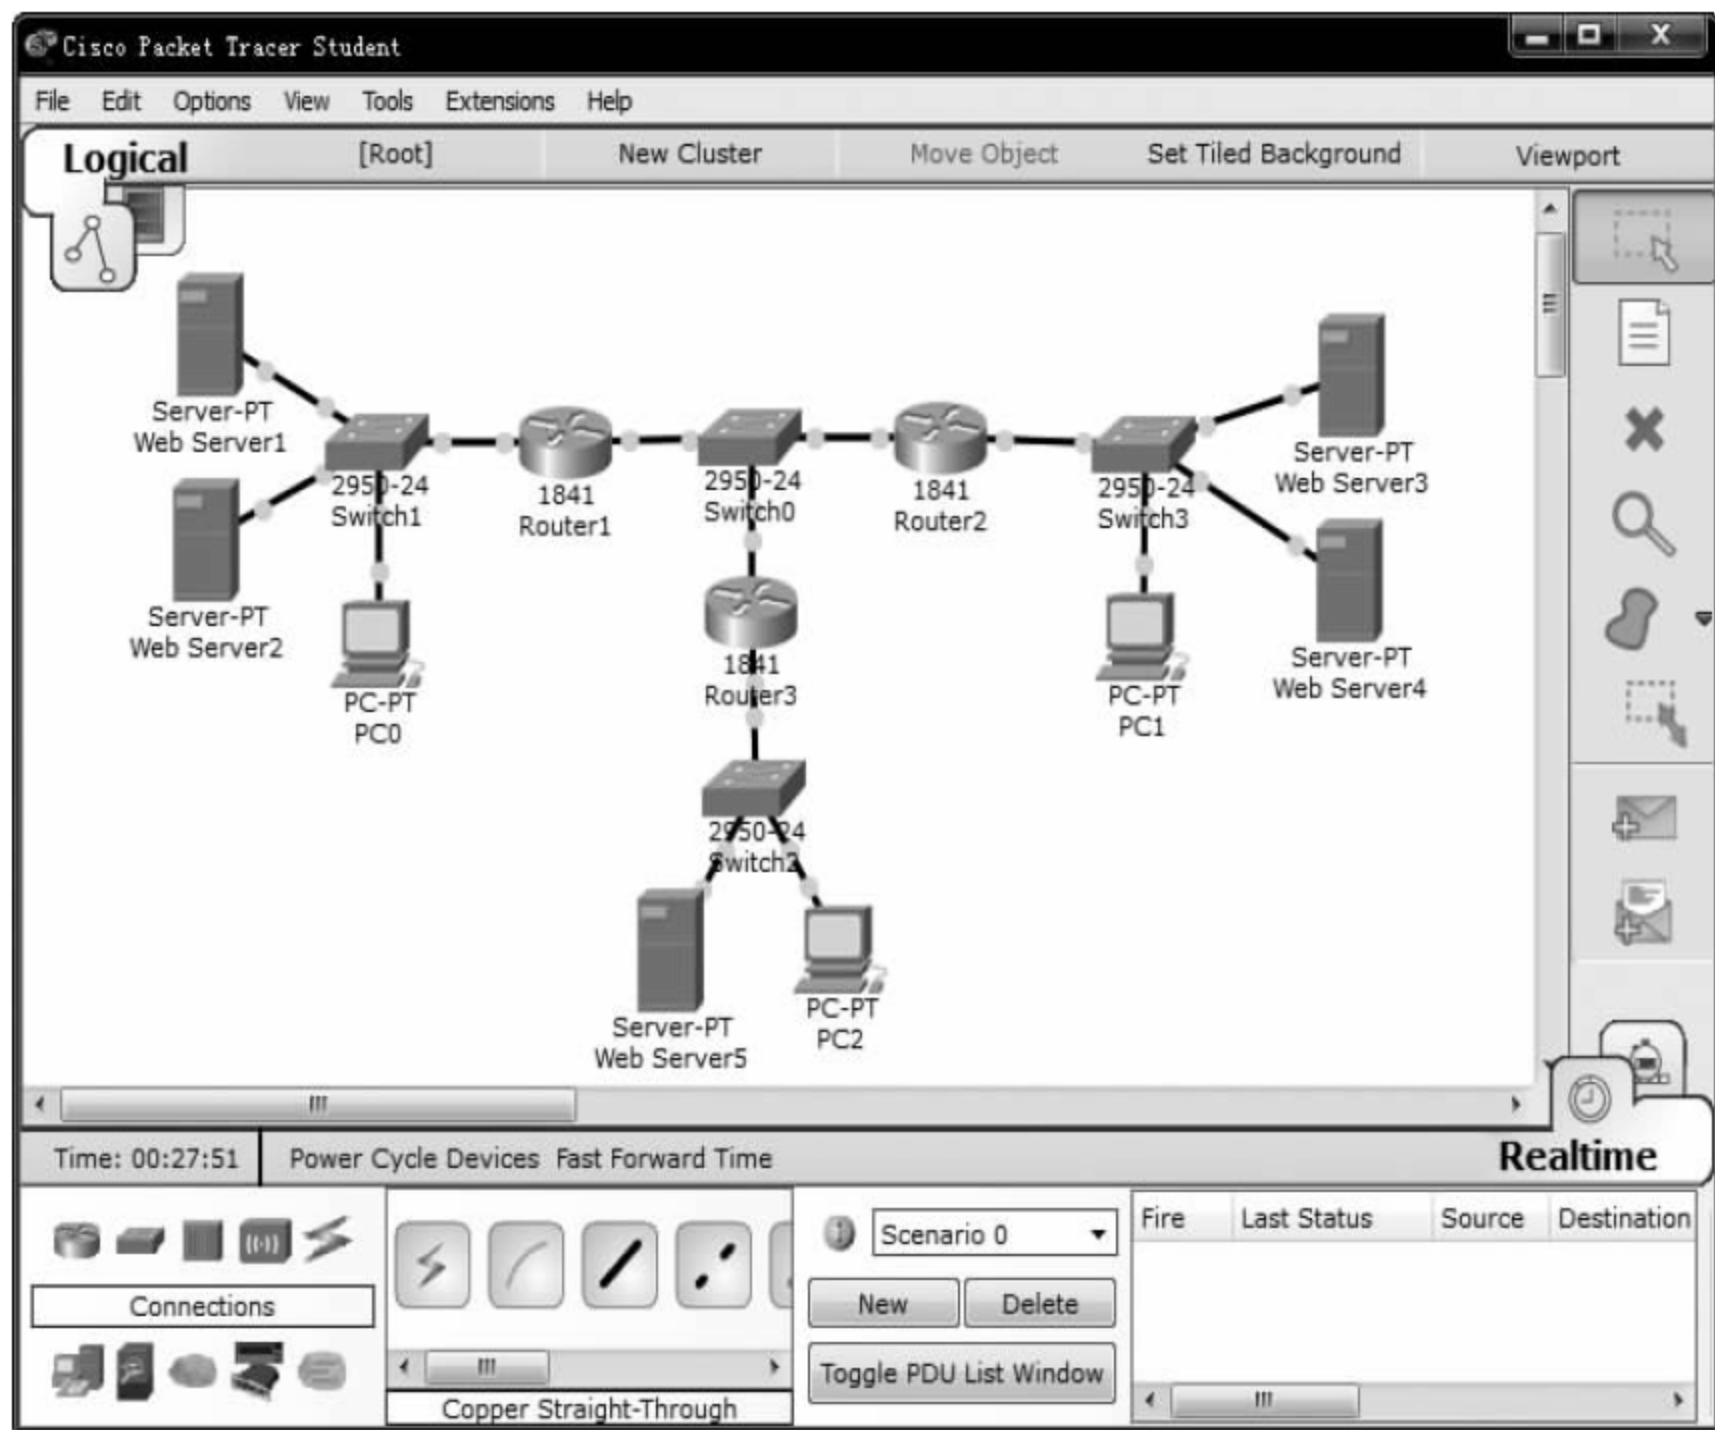 Cisco Packet Tracer Student
X
File Edit Options View Tools Extensions Help
Logical [Root] New Cluster Move Object Set Tiled Background Viewport
Server-PT
Web Server1
2950-24
Switch1
1841
Router1
2950-24
Switch0
1841
Router2
2950-24
Switch3
Server-PT
Web Server3
Server-PT
Web Server2
PC-PT
PC0
1841
Router3
PC-PT
PC1
Server-PT
Web Server4
2950-24
Switch2
Server-PT
Web Server5
PC-PT
PC2
Time: 00:27:51 Power Cycle Devices Fast Forward Time Realtime
Connections
Copper Straight-Through
Scenario 0
New Delete
Toggle PDU List Window
Fire Last Status Source Destination